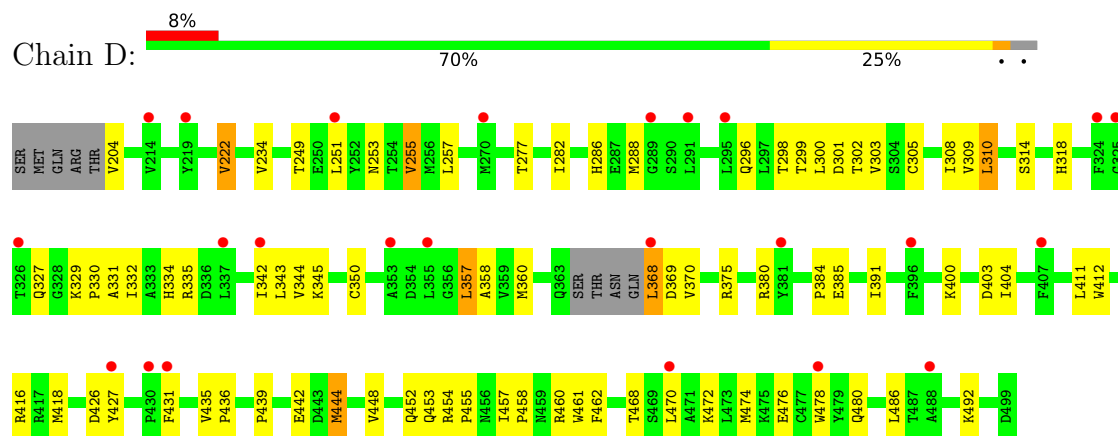 8%
Chain D:
70% 25% • •
SER MET GLN ARG THR V204 V214 Y219 V222 V234 T249 E250 L251 Y252 N253 T254 V255 M256 L257 M270 T277 I282 H286 E287 M288 G289 S290 L291 L295 Q296 L297 T298 T299 L300 D301 T302 V303 S304 C305 I308 V309 L310 S314 H318 F324 G325
T326 Q327 G328 K329 P330 A331 I332 A333 H334 R335 D336 L337 I342 L343 V344 K345 C350 A353 D354 L355 G356 L357 A358 V359 M360 Q363 SER THR ASN GLN L368 D369 V370 R375 R380 Y381 P384 E385 I391 F396 K400 D403 I404 F407 L411 W412
R416 R417 M418 D426 Y427 P430 F431 V435 P436 P439 E442 D443 M444 V448 Q452 Q453 R454 P455 N456 I457 P458 N459 R460 W461 F462 T468 S469 L470 A471 K472 L473 M474 K475 E476 C477 W478 Y479 Q480 L486 T487 A488 K492 D499